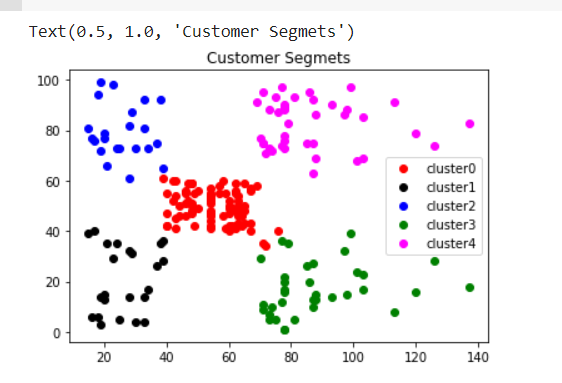 Text(0.5, 1.0, 'Customer Segmets')
Customer Segmets
100
80
60
40
20
0
cluster0
cluster1
cluster2
cluster3
cluster4
20 40 60 80 100 120 140